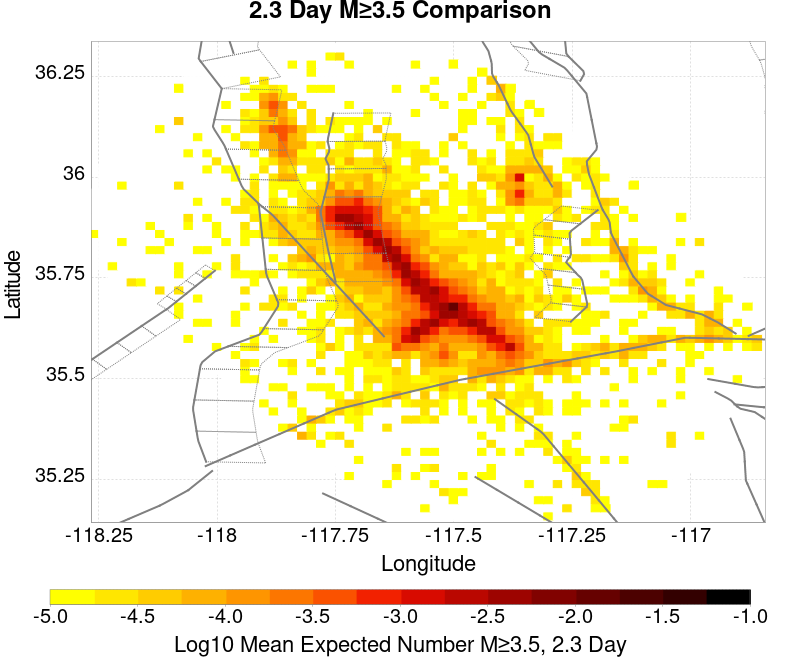 2.3 Day M≥3.5 Comparison
36.25
36
35.75
35.5
35.25
Latitude
-118.25 -118 -117.75 -117.5 -117.25 -117
Longitude
-5.0 -4.5 -4.0 -3.5 -3.0 -2.5 -2.0 -1.5 -1.0
Log10 Mean Expected Number M≥3.5, 2.3 Day